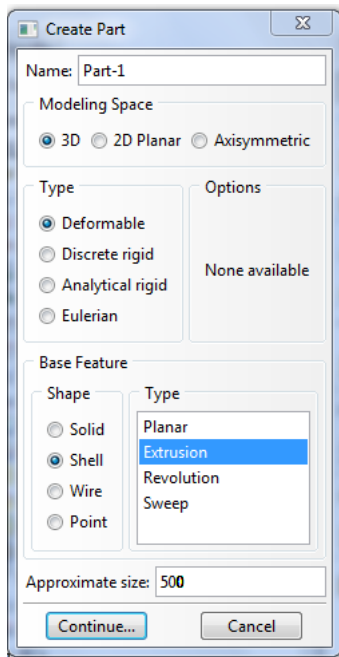 Create Part
Name: Part-1
Modeling Space
3D 2D Planar Axisymmetric
Type
Deformable
Discrete rigid
Analytical rigid
Eulerian
Options
None available
Base Feature
Shape
Solid
Shell
Wire
Point
Type
Planar
Extrusion
Revolution
Sweep
Approximate size: 500
Continue... Cancel